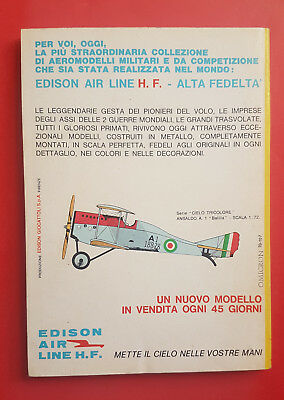 PER VOI, OGGI,
LA PIÙ STRAORDINARIA COLLEZIONE
DI AEROMODELLI MILITARI E DA COMPETIZIONE
CHE SIA STATA REALIZZATA NEL MONDO:
EDISON AIR LINE H. F. - ALTA FEDELTA'
LE LEGGENDARIE GESTA DEI PIONIERI DEL VOLO, LE IMPRESE
DEGLI ASSI DELLE 2 GUERRE MONDIALI, LE GRANDI TRASVOLATE,
TUTTI I GLORIOSI PRIMATI, RIVIVONO OGGI ATTRAVERSO ECCE-
ZIONALI MODELLI, COSTRUITI IN METALLO, COMPLETAMENTE
MONTATI, IN SCALA PERFETTA, FEDELI AGLI ORIGINALI IN OGNI
DETTAGLIO, NEI COLORI E NELLE DECORAZIONI.
Serie "CIELO TRICOLORE"
ANSALDO A. 1 "Balilla" - SCALA 1:72.
PRODUZIONE EDISON GIOCATTOLI S.p.A. FIRENZE
UN NUOVO MODELLO
IN VENDITA OGNI 45 GIORNI
EDISON
AIR
LINE H.F.
METTE IL CIELO NELLE VOSTRE MANI